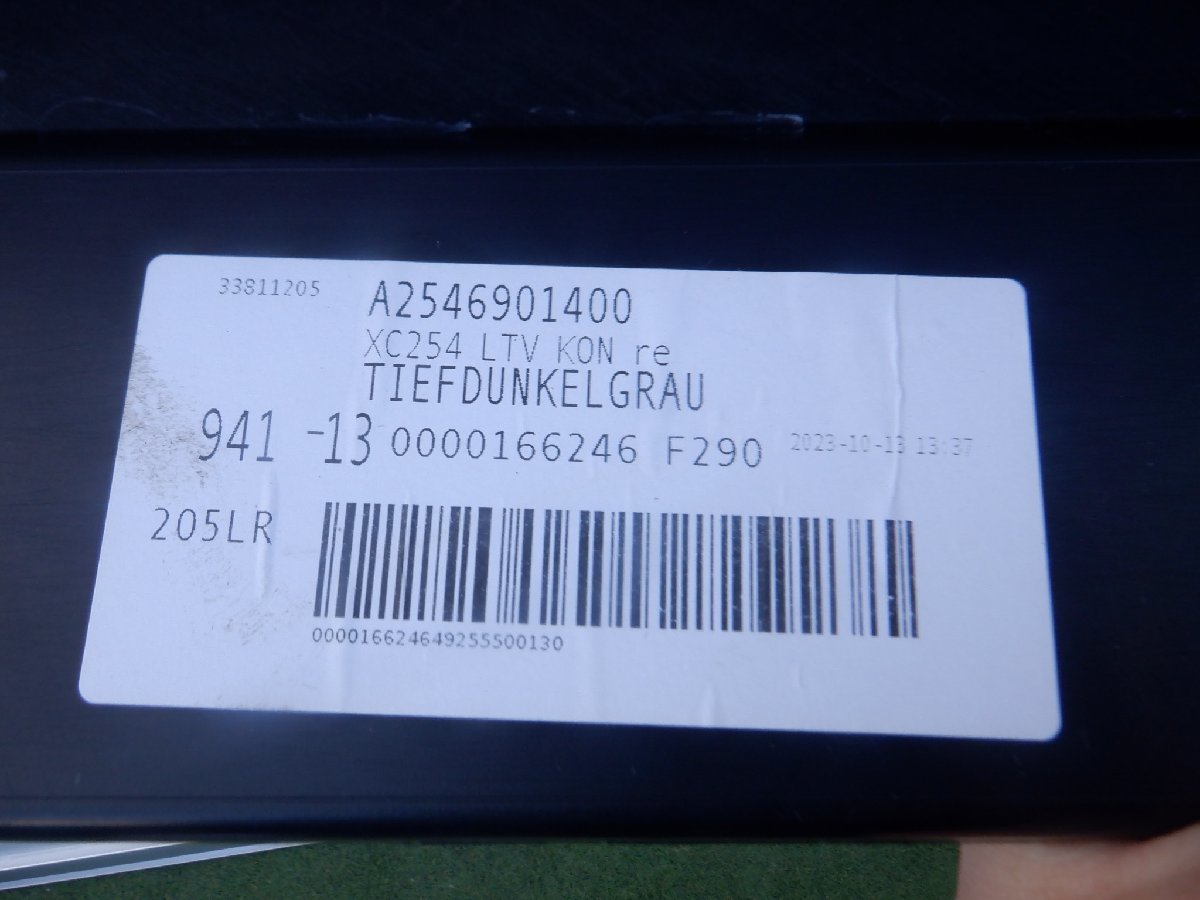 33811205 A2546901400
XC254 LTV KON re
TIEFDUNKELGRAU
941 -13 0000166246 F290 2023-10-13 13:37
205LR
000016624649255500130